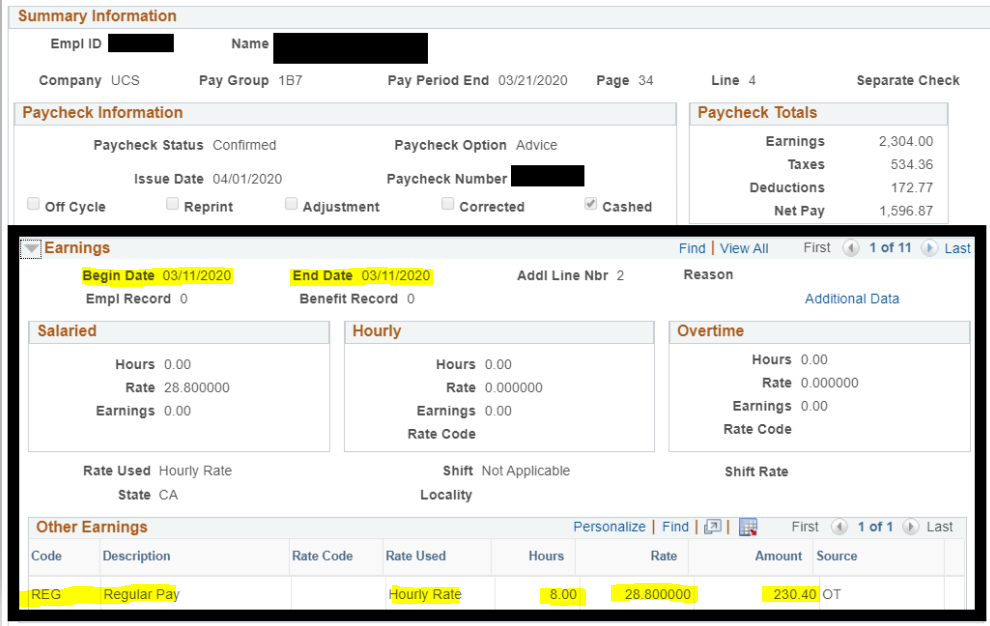 Summary Information
Empl ID Name
Company UCS Pay Group 1B7 Pay Period End 03/21/2020 Page 34 Line 4 Separate Check
Paycheck Information
Paycheck Status Confirmed Paycheck Option Advice
Issue Date 04/01/2020 Paycheck Number
Off Cycle Reprint Adjustment Corrected Cashed
Paycheck Totals
Earnings 2,304.00
Taxes 534.36
Deductions 172.77
Net Pay 1,596.87
Earnings Find | View All First 1 of 11 Last
Begin Date 03/11/2020 End Date 03/11/2020 Addl Line Nbr 2 Reason
Empl Record 0 Benefit Record 0 Additional Data
Salaried
Hours 0.00
Rate 28.800000
Earnings 0.00
Hourly
Hours 0.00
Rate 0.000000
Earnings 0.00
Rate Code
Overtime
Hours 0.00
Rate 0.000000
Earnings 0.00
Rate Code
Rate Used Hourly Rate Shift Not Applicable Shift Rate
State CA Locality
Other Earnings Personalize | Find | | First 1 of 1 Last
Code Description Rate Code Rate Used Hours Rate Amount Source
REG Regular Pay Hourly Rate 8.00 28.800000 230.40 OT